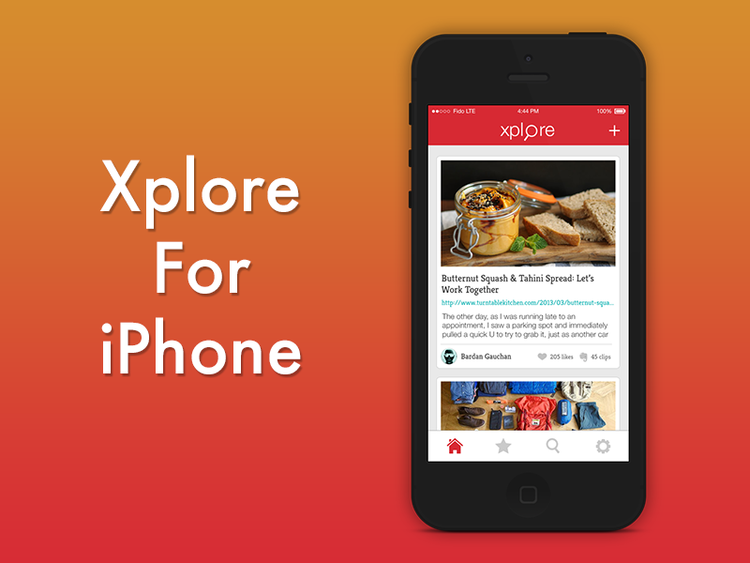 Xplore
For
iPhone
Fido LTE
4:44 PM
100%
xplore
Butternut Squash & Tahini Spread: Let's
Work Together
http://www.turntablekitchen.com/2013/03/butternut-squa...
The other day, as I was running late to an
appointment, I saw a parking spot and immediately
pulled a quick U to try to grab it, just as another car
Bardan Gauchan
205 likes
45 clips